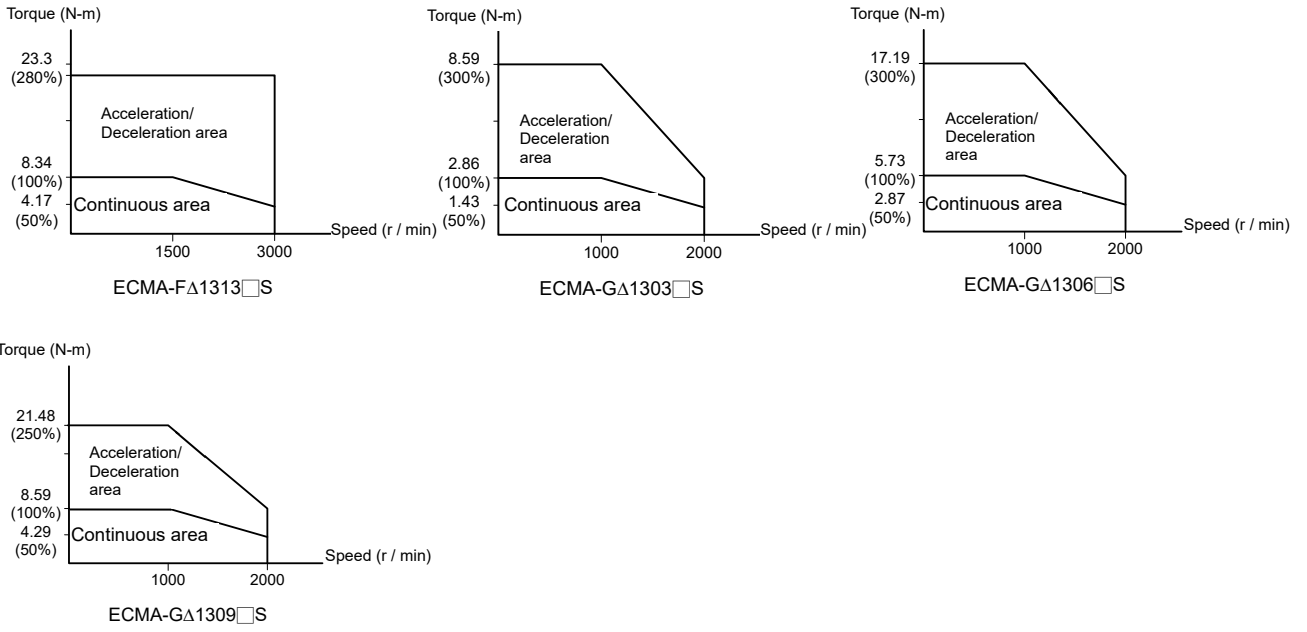 Torque (N-m)
23.3
(280%)
Acceleration/
Deceleration area
8.34
(100%)
4.17
(50%)
Continuous area
Speed (r / min)
1500
3000
ECMA-FΔ1313□S
Torque (N-m)
8.59
(300%)
Acceleration/
Deceleration
area
2.86
(100%)
1.43
(50%)
Continuous area
Speed (r / min)
1000
2000
ECMA-GΔ1303□S
Torque (N-m)
17.19
(300%)
Acceleration/
Deceleration
area
5.73
(100%)
2.87
(50%)
Continuous area
Speed (r / min)
1000
2000
ECMA-GΔ1306□S
Torque (N-m)
21.48
(250%)
Acceleration/
Deceleration
area
8.59
(100%)
4.29
(50%)
Continuous area
Speed (r / min)
1000
2000
ECMA-GΔ1309□S